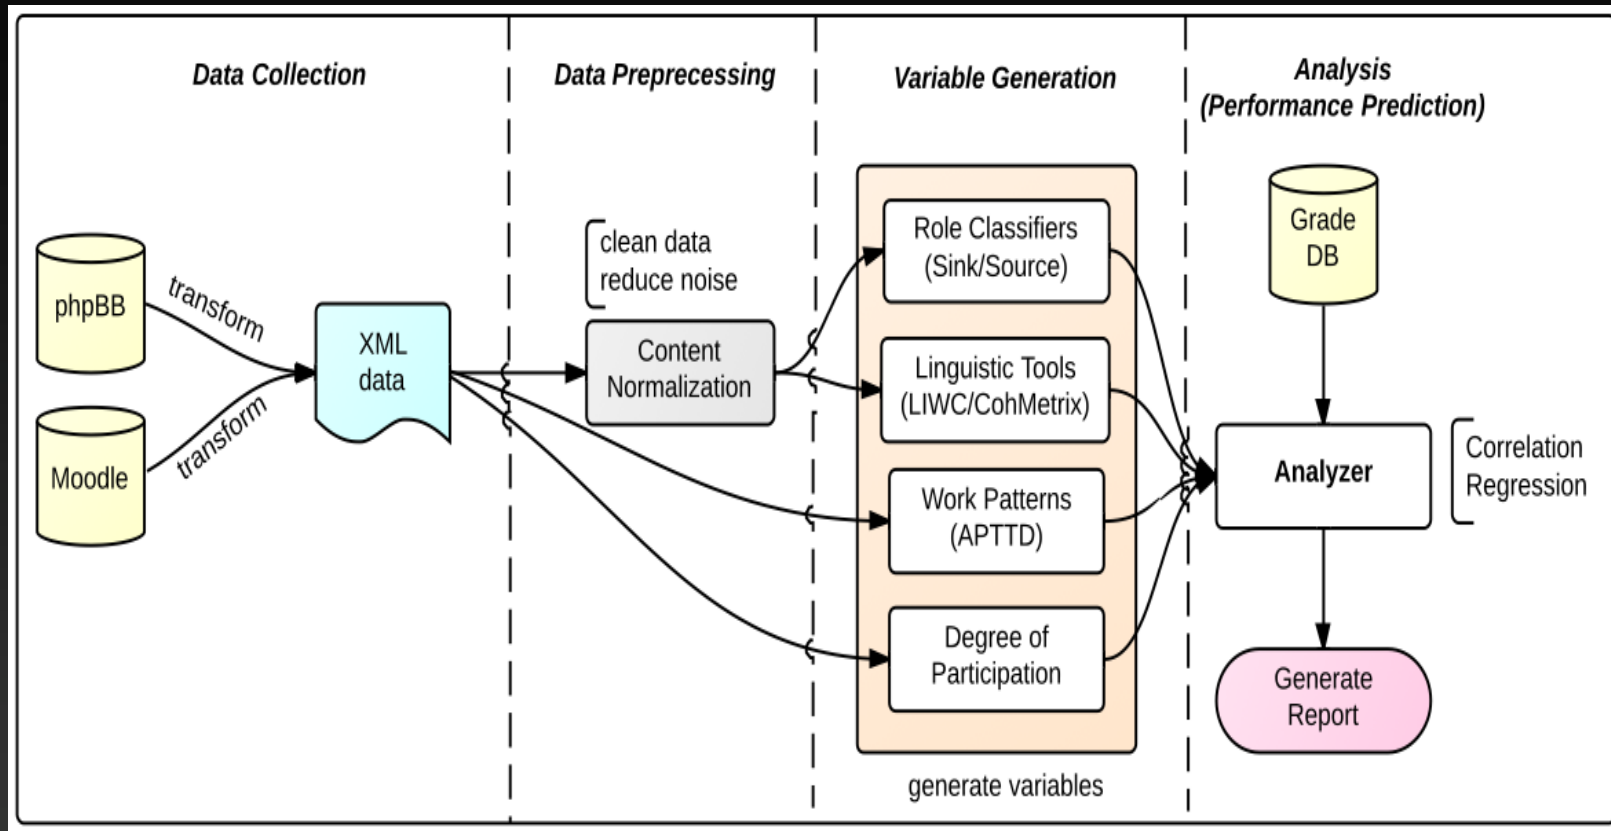 Data Collection
Data Preprecessing
Variable Generation
Analysis
(Performance Prediction)
phpBB
transform
Moodle
transform
XML
data
clean data
reduce noise
Content
Normalization
Role Classifiers
(Sink/Source)
Linguistic Tools
(LIWC/CohMetrix)
Work Patterns
(APTTD)
Degree of
Participation
generate variables
Grade
DB
Analyzer
Correlation
Regression
Generate
Report